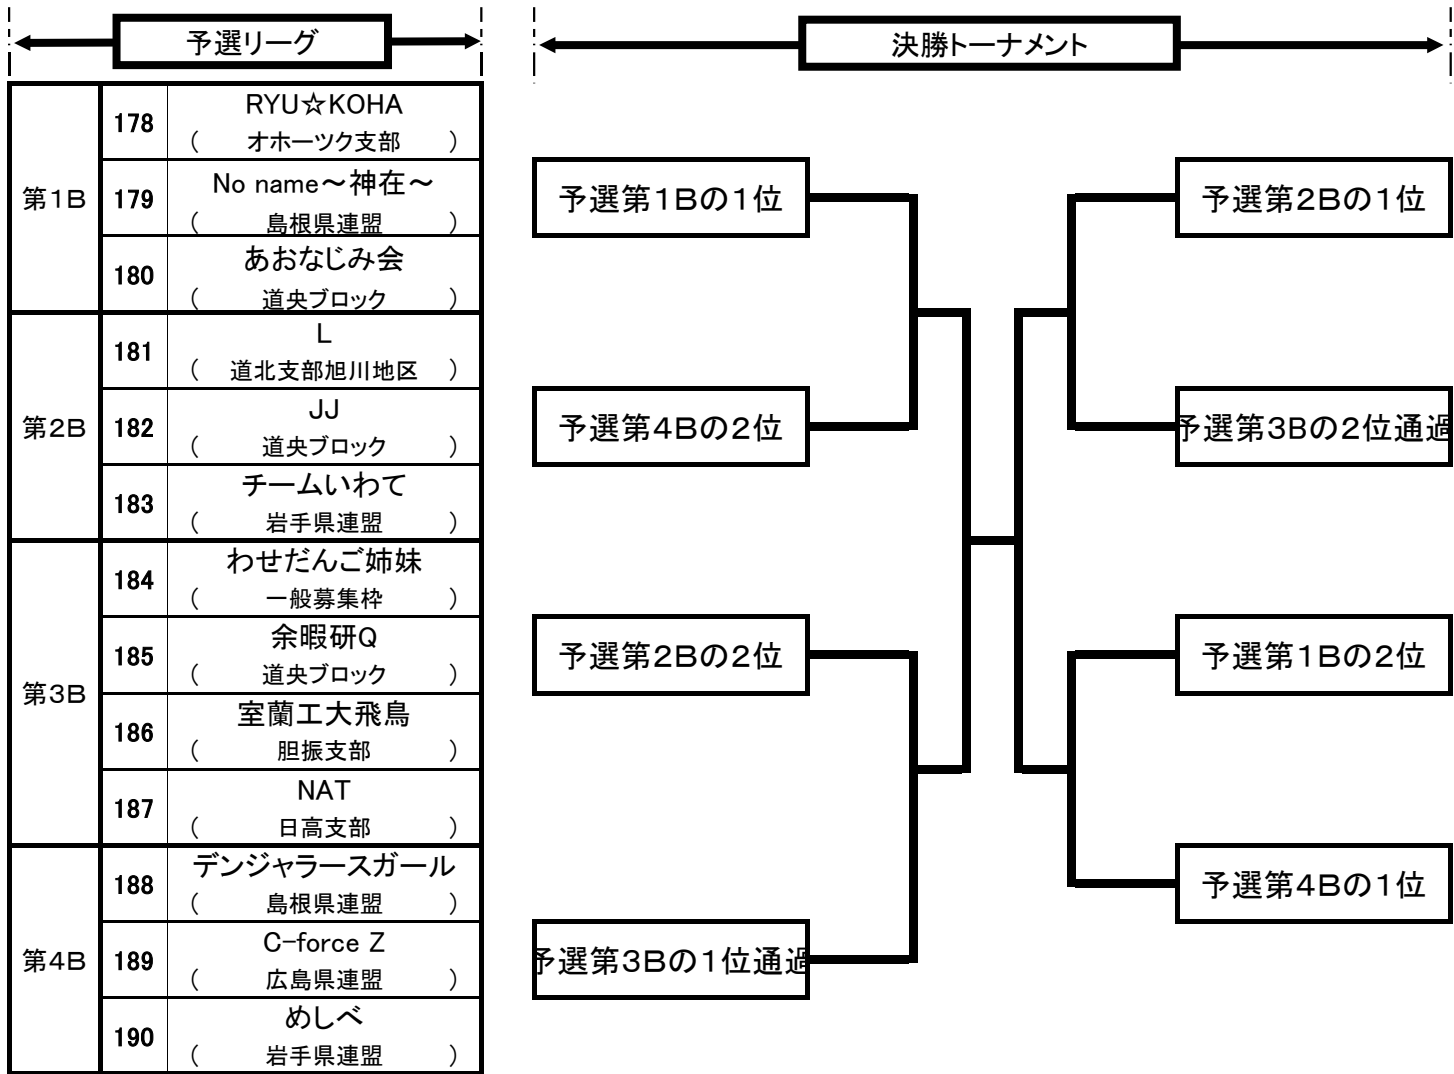 予選リーグ
決勝トーナメント
第1B
178
RYU☆KOHA
( オホーツク支部 )
179
No name～神在～
( 島根県連盟 )
180
あおなじみ会
( 道央ブロック )
第2B
181
L
( 道北支部旭川地区 )
182
JJ
( 道央ブロック )
183
チームいわて
( 岩手県連盟 )
第3B
184
わせだんご姉妹
( 一般募集枠 )
185
余暇研Q
( 道央ブロック )
186
室蘭工大飛鳥
( 胆振支部 )
187
NAT
( 日高支部 )
第4B
188
デンジャラースガール
( 島根県連盟 )
189
C-force Z
( 広島県連盟 )
190
めしべ
( 岩手県連盟 )
予選第1Bの1位
予選第4Bの2位
予選第2Bの2位
予選第3Bの1位通過
予選第2Bの1位
予選第3Bの2位通過
予選第1Bの2位
予選第4Bの1位